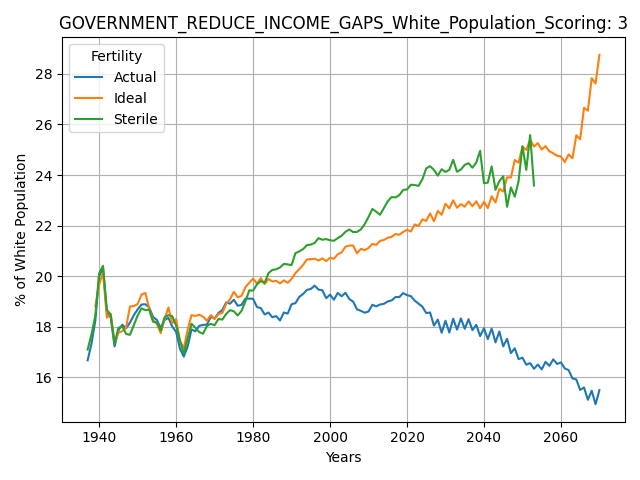 GOVERNMENT_REDUCE_INCOME_GAPS_White_Population_Scoring: 3
Fertility
Actual
Ideal
Sterile
% of White Population
28
26
24
22
20
18
16
1940 1960 1980 2000 2020 2040 2060
Years